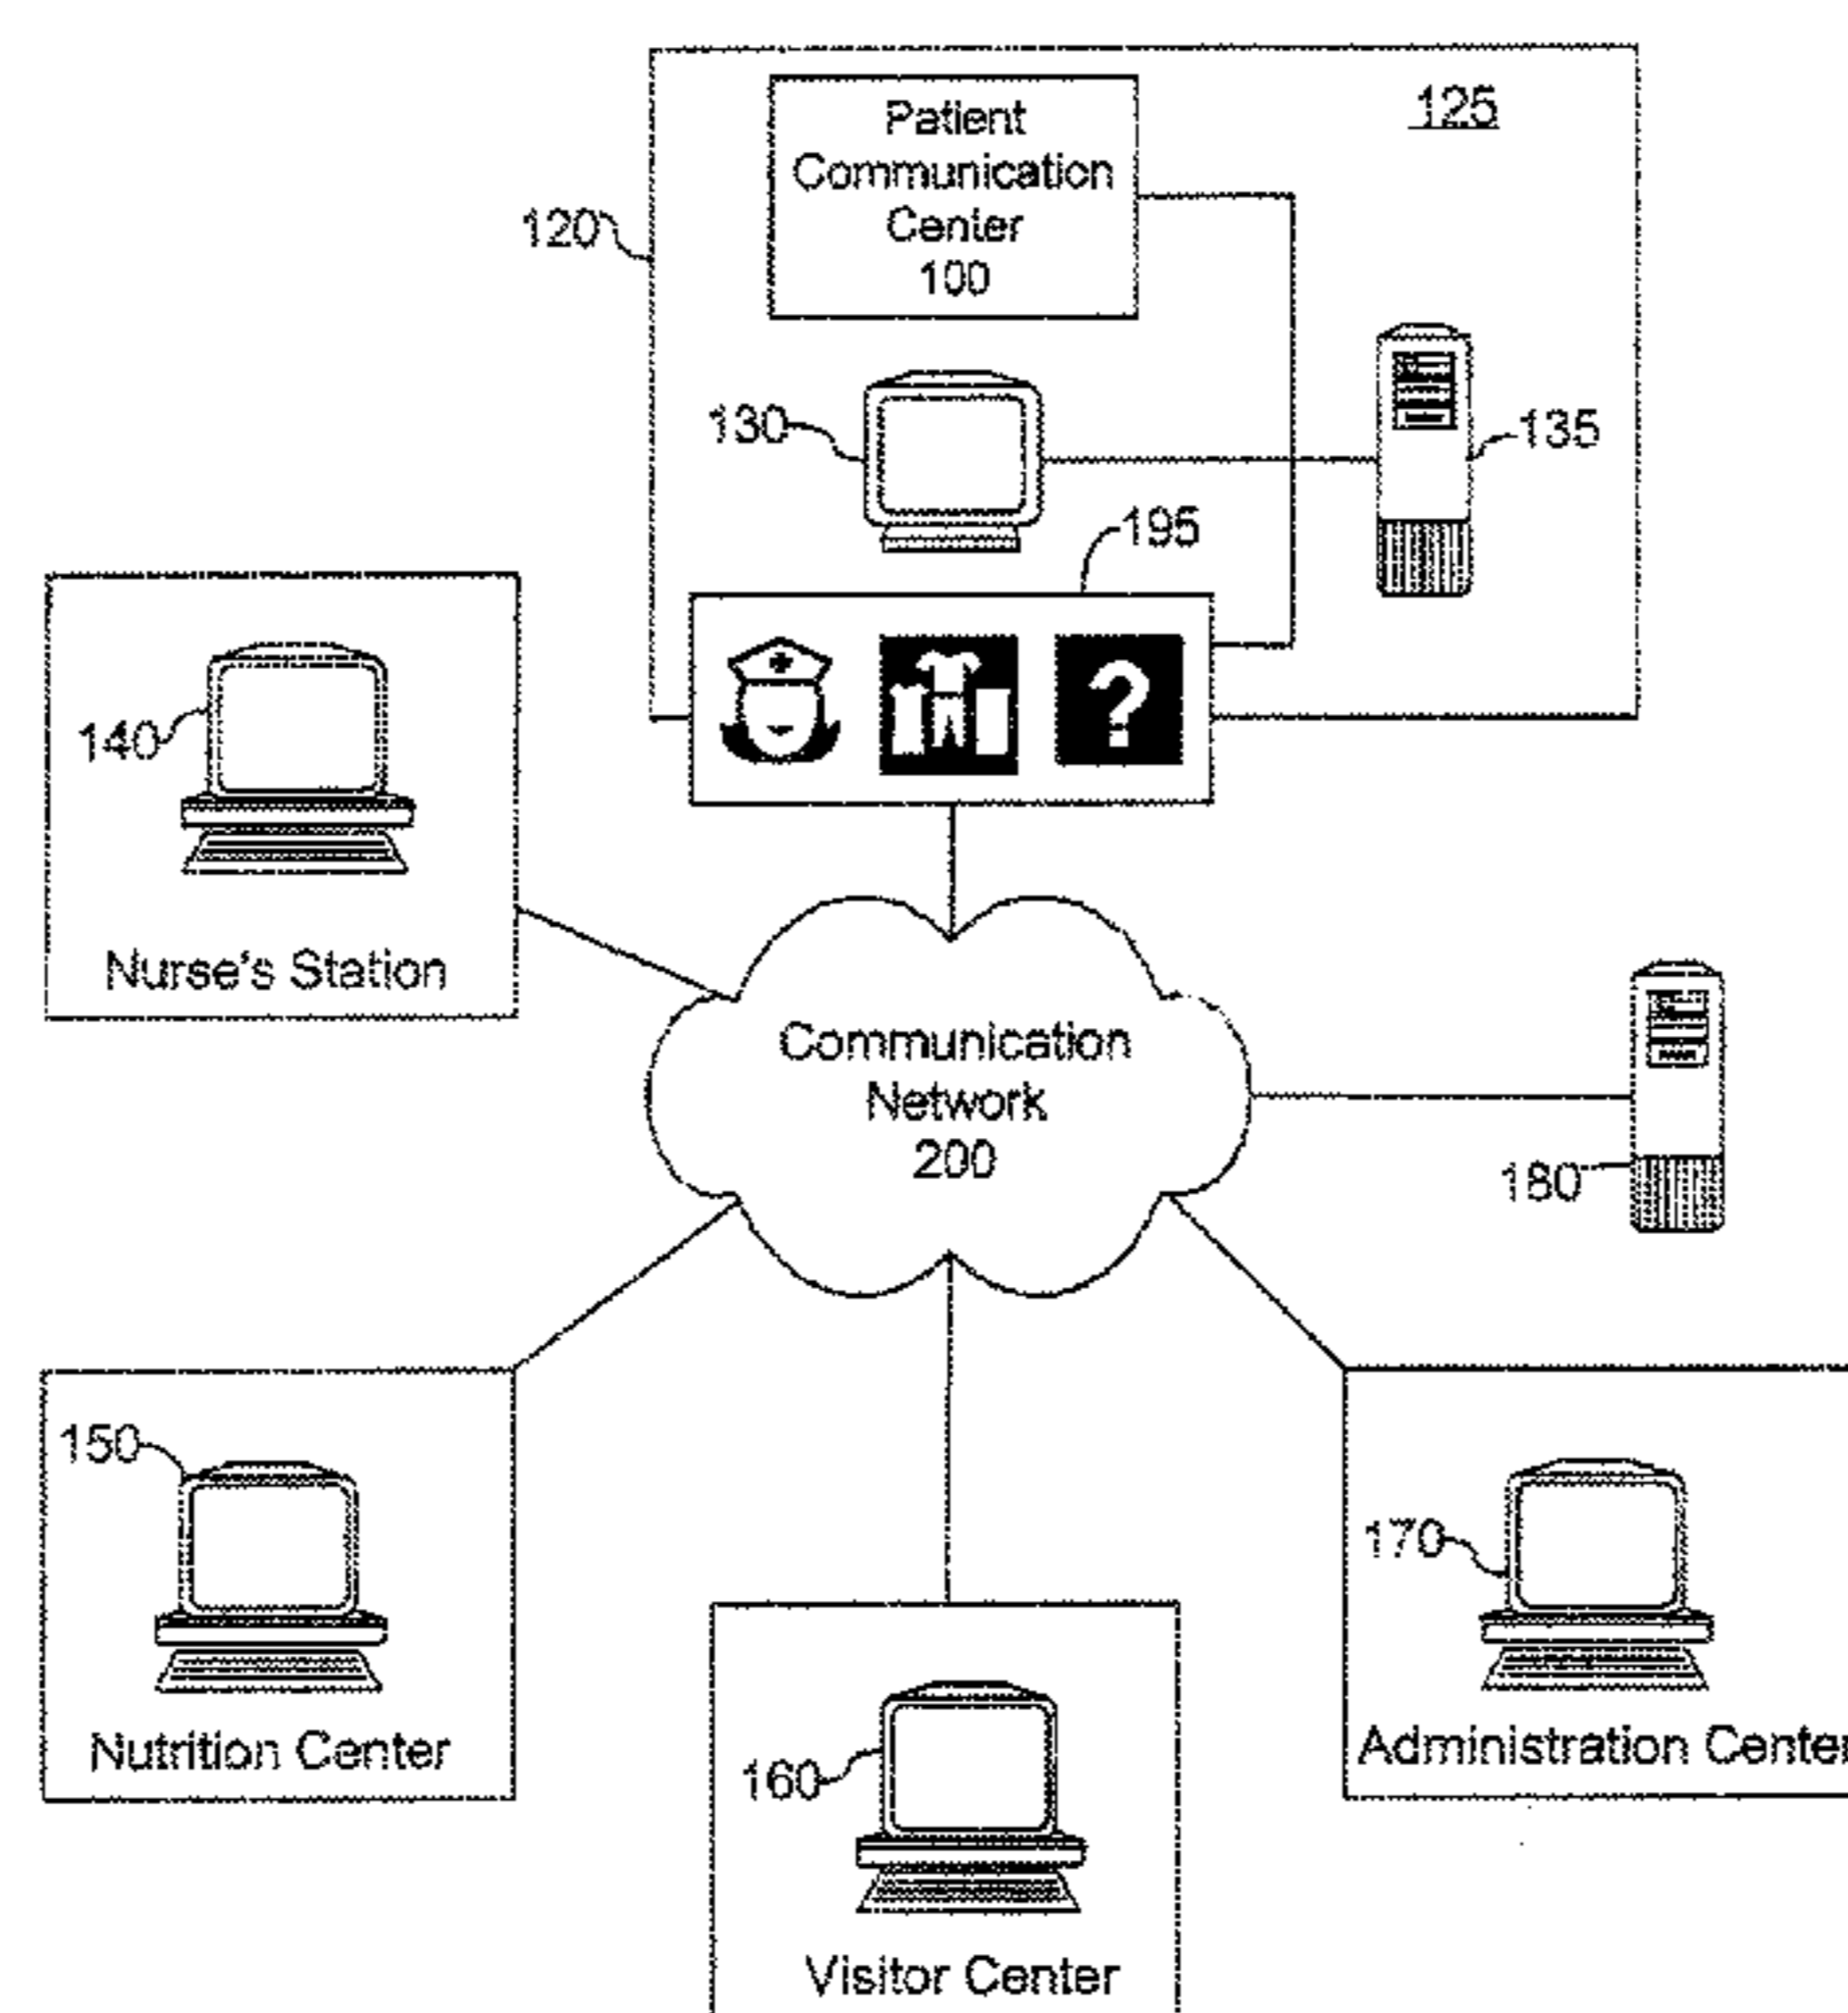 125
Patient
Communication
Center
100
120
130
135
195
?
140
Nurse's Station
Communication
Network
200
180
150
Nutrition Center
170
Administration Center
160
Visitor Center